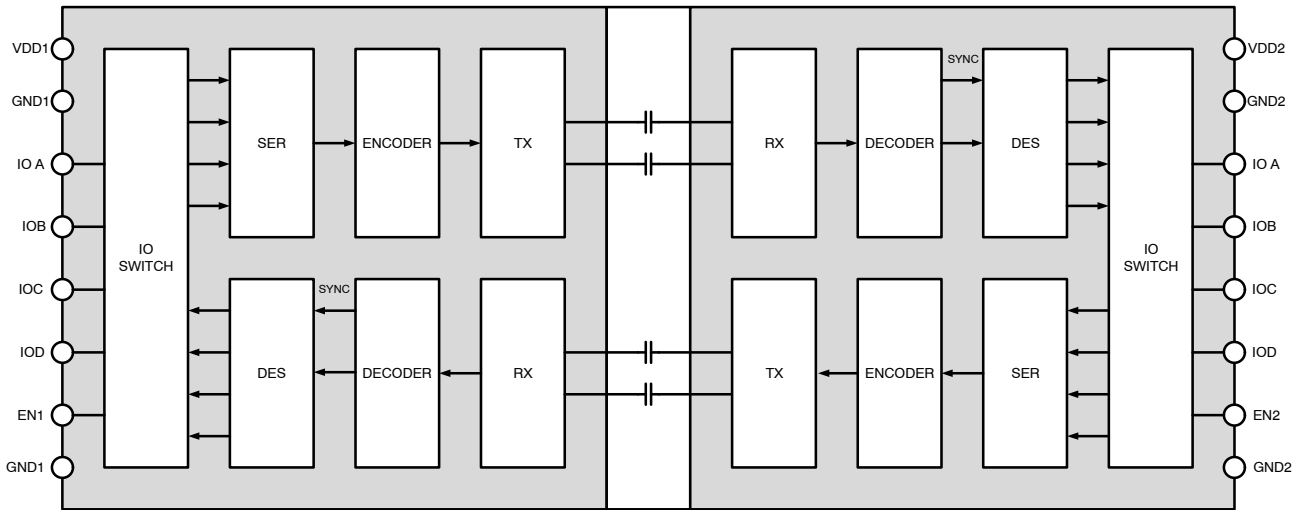 VDD1
GND1
IO A
IOB
IOC
IOD
EN1
GND1
IO
SWITCH
SER
ENCODER
TX
DES
SYNC
DECODER
RX
RX
DECODER
SYNC
DES
TX
ENCODER
SER
IO
SWITCH
VDD2
GND2
IO A
IOB
IOC
IOD
EN2
GND2